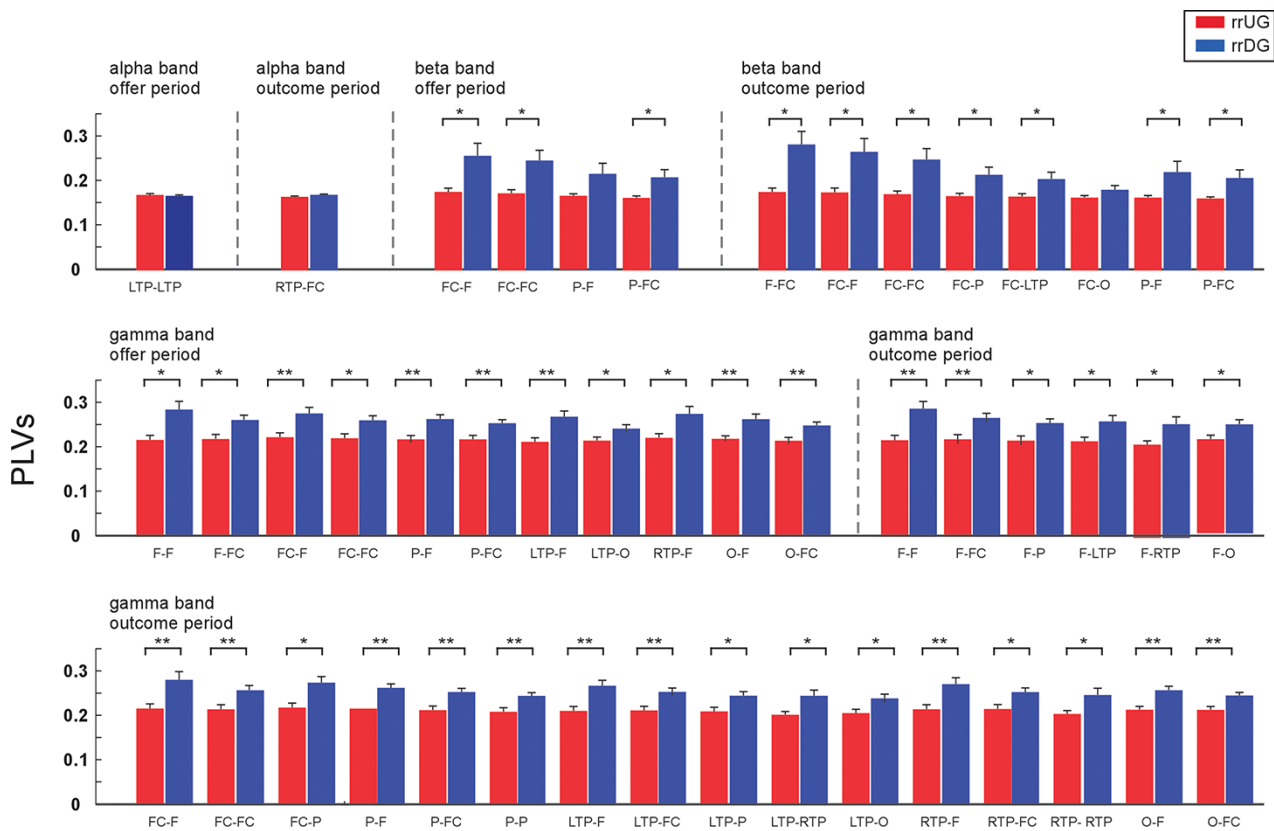 rrUG
rrDG
alpha band
offer period
alpha band
outcome period
beta band
offer period
beta band
outcome period
* * * * * * * * * *
0.3
0.2
0.1
0
LTP-LTP RTP-FC FC-F FC-FC P-F P-FC F-FC FC-F FC-FC FC-P FC-LTP FC-O P-F P-FC
PLVs
gamma band
offer period
gamma band
outcome period
* * ** * ** ** ** * * ** ** ** ** * * * *
0.3
0.2
0.1
0
F-F F-FC FC-F FC-FC P-F P-FC LTP-F LTP-O RTP-F O-F O-FC F-F F-FC F-P F-LTP F-RTP F-O
gamma band
outcome period
** ** * ** ** ** ** ** * * * ** * * ** **
0.3
0.2
0.1
0
FC-F FC-FC FC-P P-F P-FC P-P LTP-F LTP-FC LTP-P LTP-RTP LTP-O RTP-F RTP-FC RTP- RTP O-F O-FC